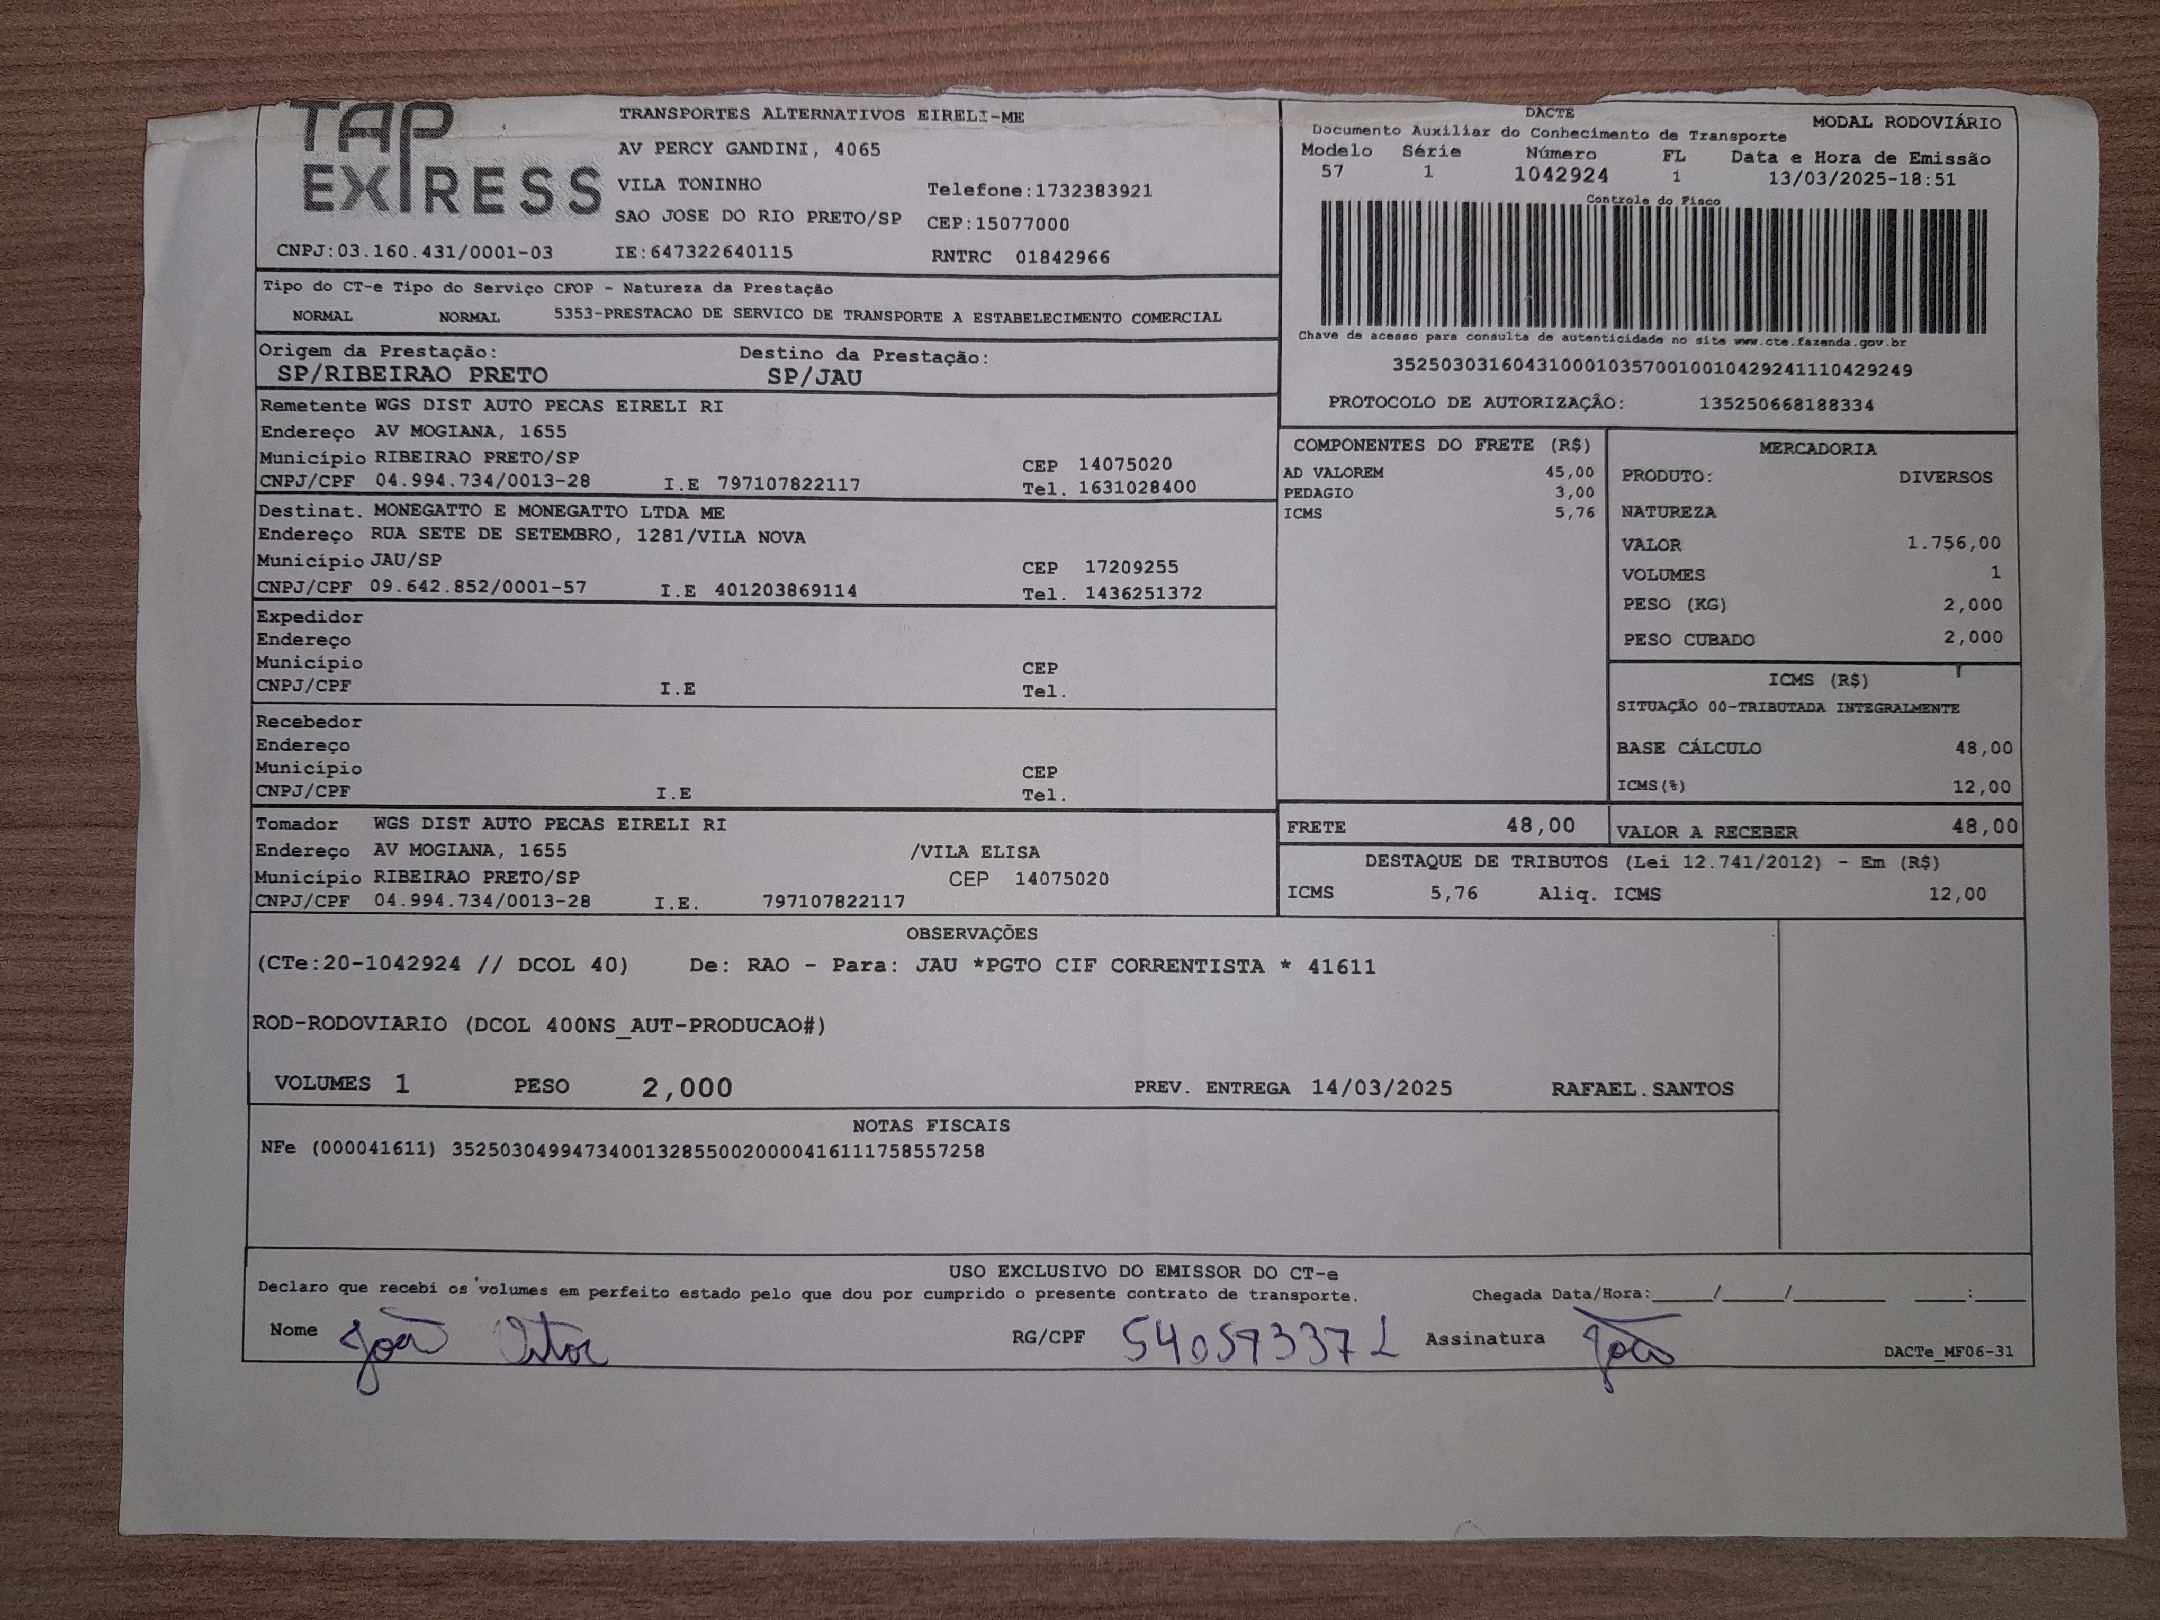 TAP EXPRESS
TRANSPORTES ALTERNATIVOS EIRELI-ME
AV PERCY GANDINI, 4065
VILA TONINHO Telefone:1732383921
SAO JOSE DO RIO PRETO/SP CEP:15077000
CNPJ:03.160.431/0001-03 IE:647322640115 RNTRC 01842966
DACTE
Documento Auxiliar do Conhecimento de Transporte MODAL RODOVIÁRIO
Modelo Série Número FL Data e Hora de Emissão
57 1 1042924 1 13/03/2025-18:51
Controle do Fisco
Chave de acesso para consulta de autenticidade no site www.cte.fazenda.gov.br
35250303160431000103570010010429241110429249
PROTOCOLO DE AUTORIZAÇÂO: 135250668188334
Tipo do CT-e Tipo do Serviço CFOP - Natureza da Prestação
NORMAL NORMAL 5353-PRESTACAO DE SERVICO DE TRANSPORTE A ESTABELECIMENTO COMERCIAL
Origem da Prestação: Destino da Prestação:
SP/RIBEIRAO PRETO SP/JAU
Remetente WGS DIST AUTO PECAS EIRELI RI
Endereço AV MOGIANA, 1655
Município RIBEIRAO PRETO/SP CEP 14075020
CNPJ/CPF 04.994.734/0013-28 I.E 797107822117 Tel. 1631028400
Destinat. MONEGATTO E MONEGATTO LTDA ME
Endereço RUA SETE DE SETEMBRO, 1281/VILA NOVA
Município JAU/SP CEP 17209255
CNPJ/CPF 09.642.852/0001-57 I.E 401203869114 Tel. 1436251372
Expedidor
Endereço
Município CEP
CNPJ/CPF I.E Tel.
Recebedor
Endereço
Município CEP
CNPJ/CPF I.E Tel.
Tomador WGS DIST AUTO PECAS EIRELI RI
Endereço AV MOGIANA, 1655 /VILA ELISA
Município RIBEIRAO PRETO/SP CEP 14075020
CNPJ/CPF 04.994.734/0013-28 I.E. 797107822117
COMPONENTES DO FRETE (R$)
AD VALOREM 45,00
PEDAGIO 3,00
ICMS 5,76
MERCADORIA
PRODUTO: DIVERSOS
NATUREZA
VALOR 1.756,00
VOLUMES 1
PESO (KG) 2,000
PESO CUBADO 2,000
ICMS (R$)
SITUAÇÃO 00-TRIBUTADA INTEGRALMENTE
BASE CÁLCULO 48,00
ICMS(%) 12,00
FRETE 48,00 VALOR A RECEBER 48,00
DESTAQUE DE TRIBUTOS (Lei 12.741/2012) - Em (R$)
ICMS 5,76 Aliq. ICMS 12,00
OBSERVAÇÕES
(CTe:20-1042924 // DCOL 40) De: RAO - Para: JAU *PGTO CIF CORRENTISTA * 41611
ROD-RODOVIARIO (DCOL 400NS_AUT-PRODUCAO#)
VOLUMES 1 PESO 2,000 PREV. ENTREGA 14/03/2025 RAFAEL.SANTOS
NOTAS FISCAIS
NFe (000041611) 35250304994734001328550020000416111758557258
USO EXCLUSIVO DO EMISSOR DO CT-e
Declaro que recebi os volumes em perfeito estado pelo que dou por cumprido o presente contrato de transporte. Chegada Data/Hora:_____/_____/________ _____:_____
Nome João Vitor RG/CPF 540573372 Assinatura João
DACTe_MF06-31